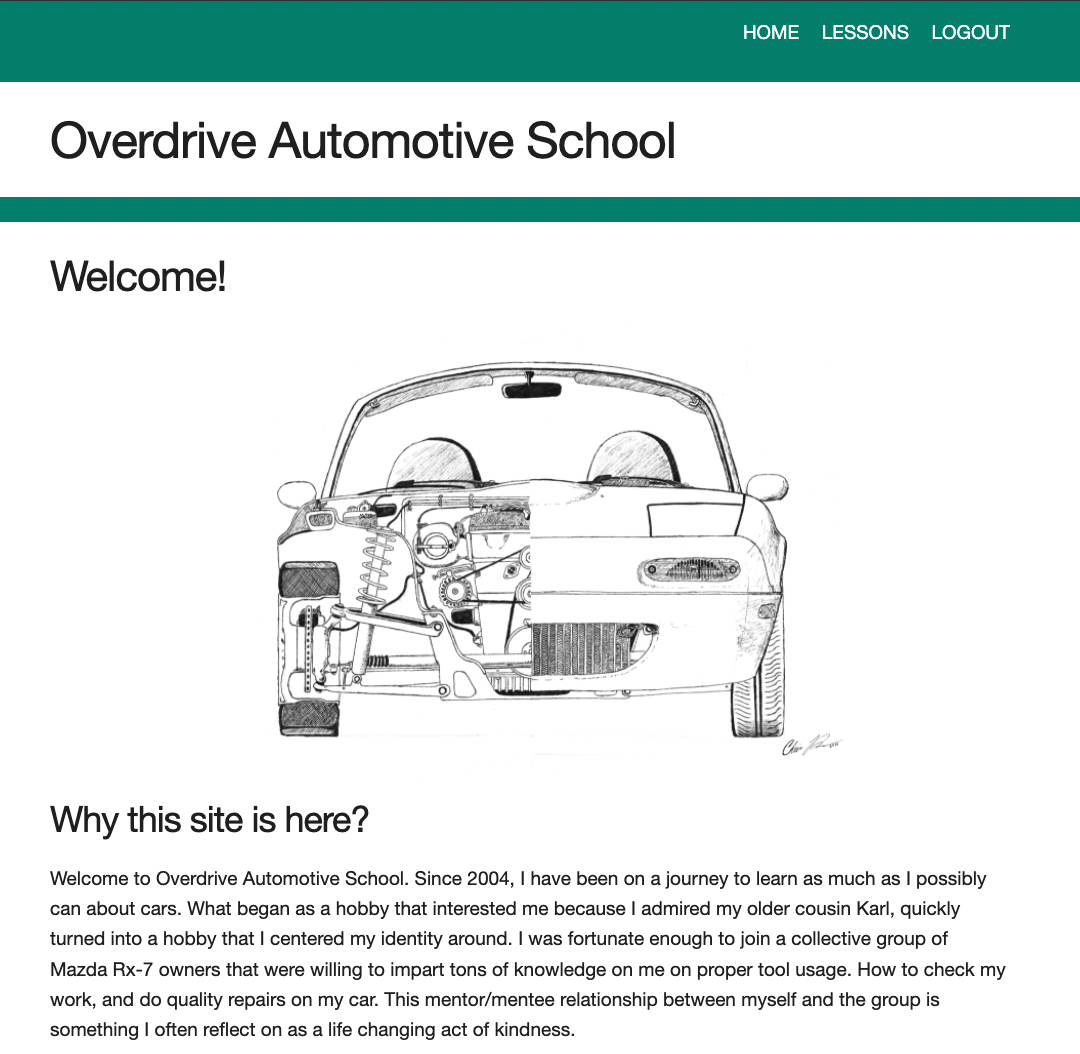 HOME LESSONS LOGOUT
Overdrive Automotive School
Welcome!
Why this site is here?
Welcome to Overdrive Automotive School. Since 2004, I have been on a journey to learn as much as I possibly
can about cars. What began as a hobby that interested me because I admired my older cousin Karl, quickly
turned into a hobby that I centered my identity around. I was fortunate enough to join a collective group of
Mazda Rx-7 owners that were willing to impart tons of knowledge on me on proper tool usage. How to check my
work, and do quality repairs on my car. This mentor/mentee relationship between myself and the group is
something I often reflect on as a life changing act of kindness.